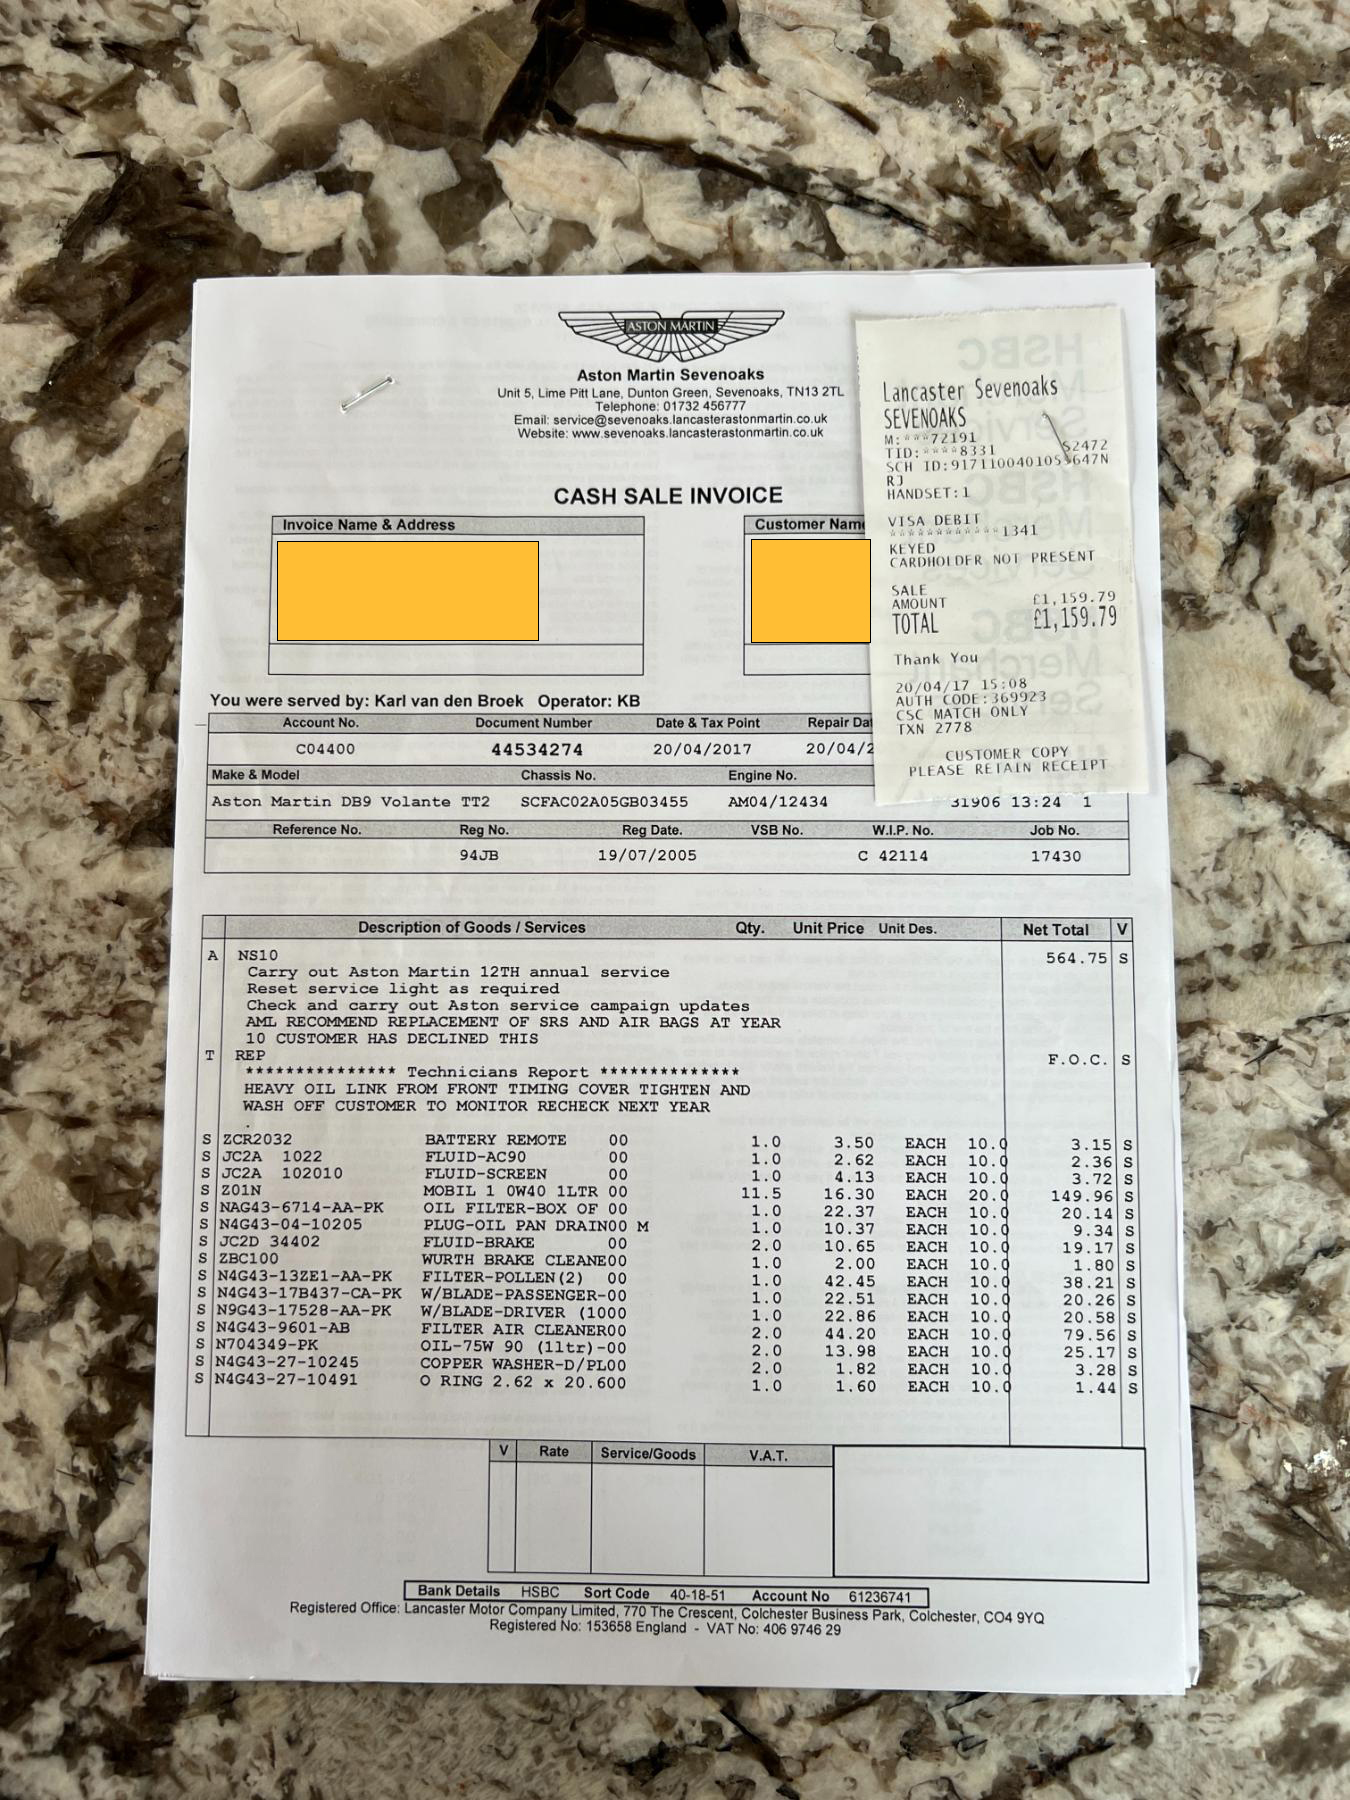 ASTON MARTIN
Aston Martin Sevenoaks
Unit 5, Lime Pitt Lane, Dunton Green, Sevenoaks, TN13 2TL
Telephone: 01732 456777
Email: service@sevenoaks.lancasterastonmartin.co.uk
Website: www.sevenoaks.lancasterastonmartin.co.uk
CASH SALE INVOICE
Invoice Name & Address
Customer Name
Lancaster Sevenoaks
SEVENOAKS
M:***72191
TID:****8331 S2472
SCH ID:9171100401055647N
RJ
HANDSET:1
VISA DEBIT
************1341
KEYED
CARDHOLDER NOT PRESENT
SALE
AMOUNT £1,159.79
TOTAL £1,159.79
Thank You
20/04/17 15:08
AUTH CODE:369923
CSC MATCH ONLY
TXN 2778
CUSTOMER COPY
PLEASE RETAIN RECEIPT
You were served by: Karl van den Broek Operator: KB
Account No. Document Number Date & Tax Point Repair Dat
C04400 44534274 20/04/2017 20/04/2
Make & Model Chassis No. Engine No.
Aston Martin DB9 Volante TT2 SCFAC02A05GB03455 AM04/12434 31906 13:24 1
Reference No. Reg No. Reg Date. VSB No. W.I.P. No. Job No.
94JB 19/07/2005 C 42114 17430
Description of Goods / Services Qty. Unit Price Unit Des. Net Total V
A NS10 564.75 S
Carry out Aston Martin 12TH annual service
Reset service light as required
Check and carry out Aston service campaign updates
AML RECOMMEND REPLACEMENT OF SRS AND AIR BAGS AT YEAR
10 CUSTOMER HAS DECLINED THIS
T REP F.O.C. S
*************** Technicians Report **************
HEAVY OIL LINK FROM FRONT TIMING COVER TIGHTEN AND
WASH OFF CUSTOMER TO MONITOR RECHECK NEXT YEAR
.
S ZCR2032 BATTERY REMOTE 00 1.0 3.50 EACH 10.0 3.15 S
S JC2A 1022 FLUID-AC90 00 1.0 2.62 EACH 10.0 2.36 S
S JC2A 102010 FLUID-SCREEN 00 1.0 4.13 EACH 10.0 3.72 S
S Z01N MOBIL 1 0W40 1LTR 00 11.5 16.30 EACH 20.0 149.96 S
S NAG43-6714-AA-PK OIL FILTER-BOX OF 00 1.0 22.37 EACH 10.0 20.14 S
S N4G43-04-10205 PLUG-OIL PAN DRAIN00 M 1.0 10.37 EACH 10.0 9.34 S
S JC2D 34402 FLUID-BRAKE 00 2.0 10.65 EACH 10.0 19.17 S
S ZBC100 WURTH BRAKE CLEANE00 1.0 2.00 EACH 10.0 1.80 S
S N4G43-13ZE1-AA-PK FILTER-POLLEN(2) 00 1.0 42.45 EACH 10.0 38.21 S
S N4G43-17B437-CA-PK W/BLADE-PASSENGER-00 1.0 22.51 EACH 10.0 20.26 S
S N9G43-17528-AA-PK W/BLADE-DRIVER (1000 1.0 22.86 EACH 10.0 20.58 S
S N4G43-9601-AB FILTER AIR CLEANER00 2.0 44.20 EACH 10.0 79.56 S
S N704349-PK OIL-75W 90 (1ltr)-00 2.0 13.98 EACH 10.0 25.17 S
S N4G43-27-10245 COPPER WASHER-D/PL00 2.0 1.82 EACH 10.0 3.28 S
S N4G43-27-10491 O RING 2.62 x 20.600 1.0 1.60 EACH 10.0 1.44 S
V Rate Service/Goods V.A.T.
Bank Details HSBC Sort Code 40-18-51 Account No 61236741
Registered Office: Lancaster Motor Company Limited, 770 The Crescent, Colchester Business Park, Colchester, CO4 9YQ
Registered No: 153658 England - VAT No: 406 9746 29